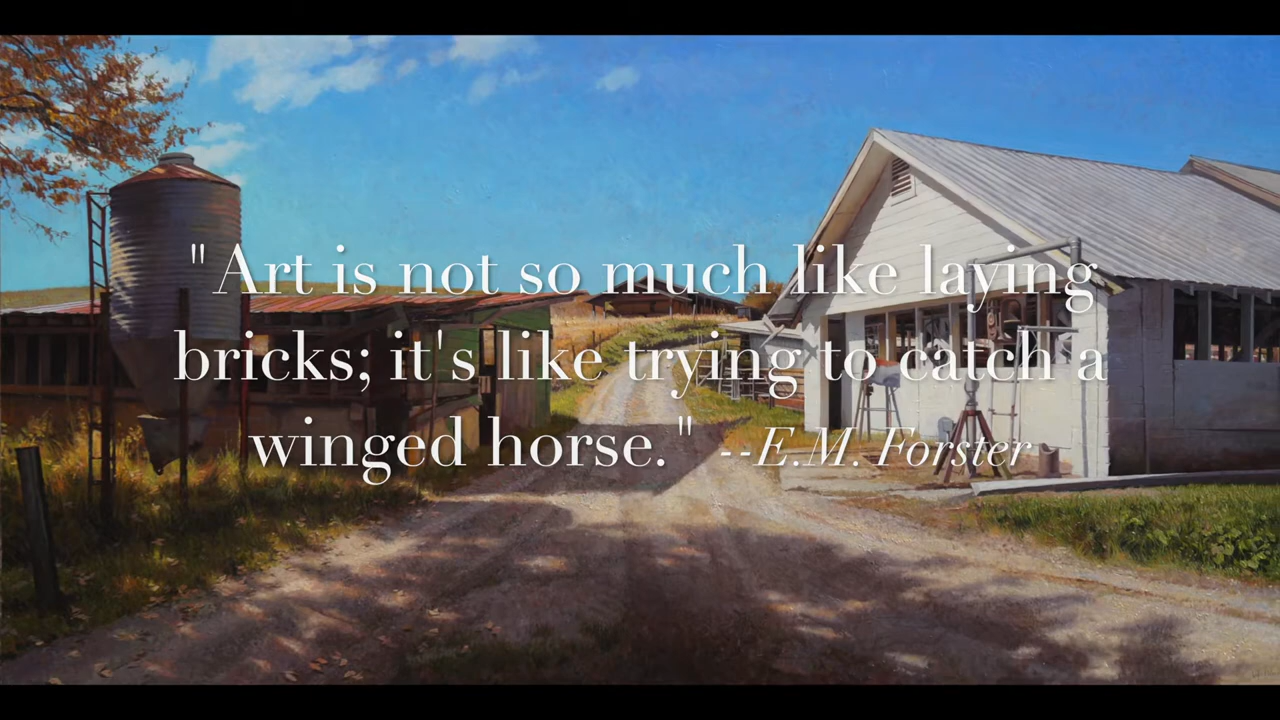 "Art is not so much like laying
bricks; it's like trying to catch a
winged horse." --E.M. Forster